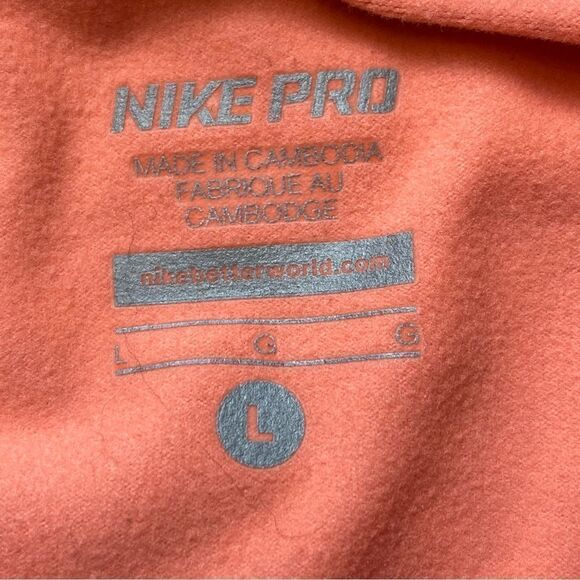 NIKE PRO
MADE IN CAMBODIA
FABRIQUE AU
CAMBODGE
nikebetterworld.com
L G G
L